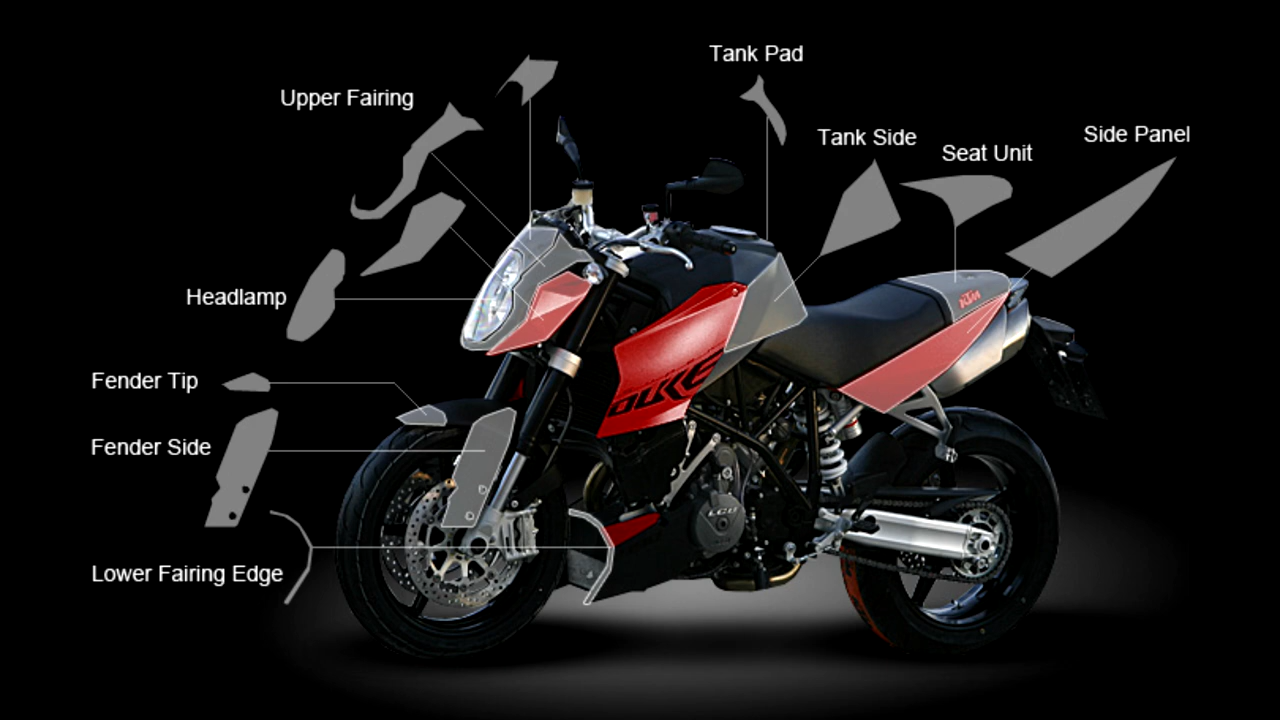 Tank Pad
Upper Fairing
Tank Side
Side Panel
Seat Unit
Headlamp
KTM
Fender Tip
DUKE
Fender Side
LC8
Lower Fairing Edge